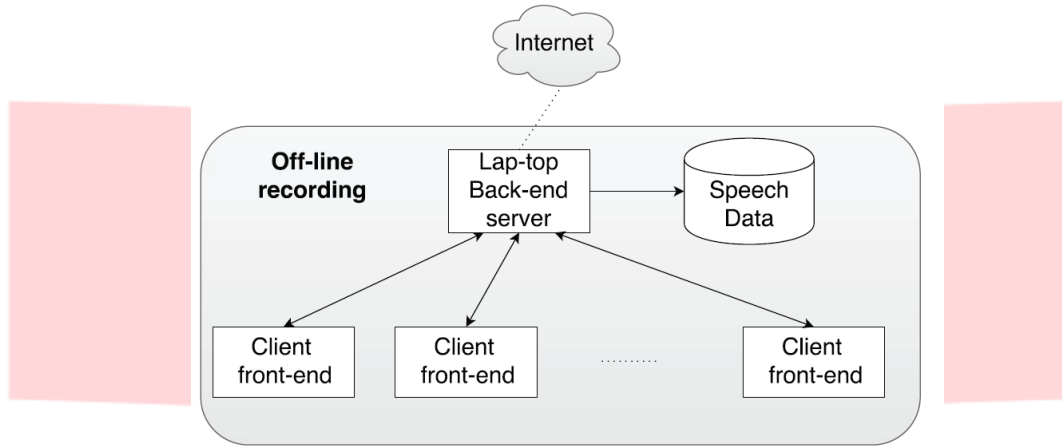 Internet
Off-line
recording
Lap-top
Back-end
server
Speech
Data
Client
front-end
Client
front-end
..........
Client
front-end